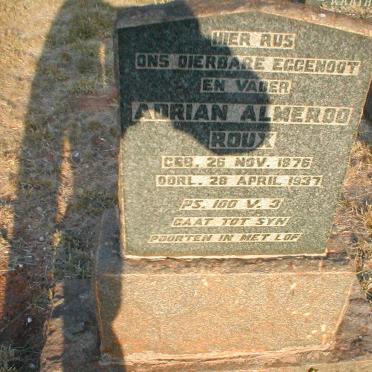 HIER RUS
ONS DIERBARE EGGENOOT
EN VADER
ADRIAN ALMEROO
ROUX
GEB. 26 NOV. 1876
OORL. 28 APRIL 1937
PS. 100 V. 3
GAAT TOT SYN
POORTEN IN MET LOF